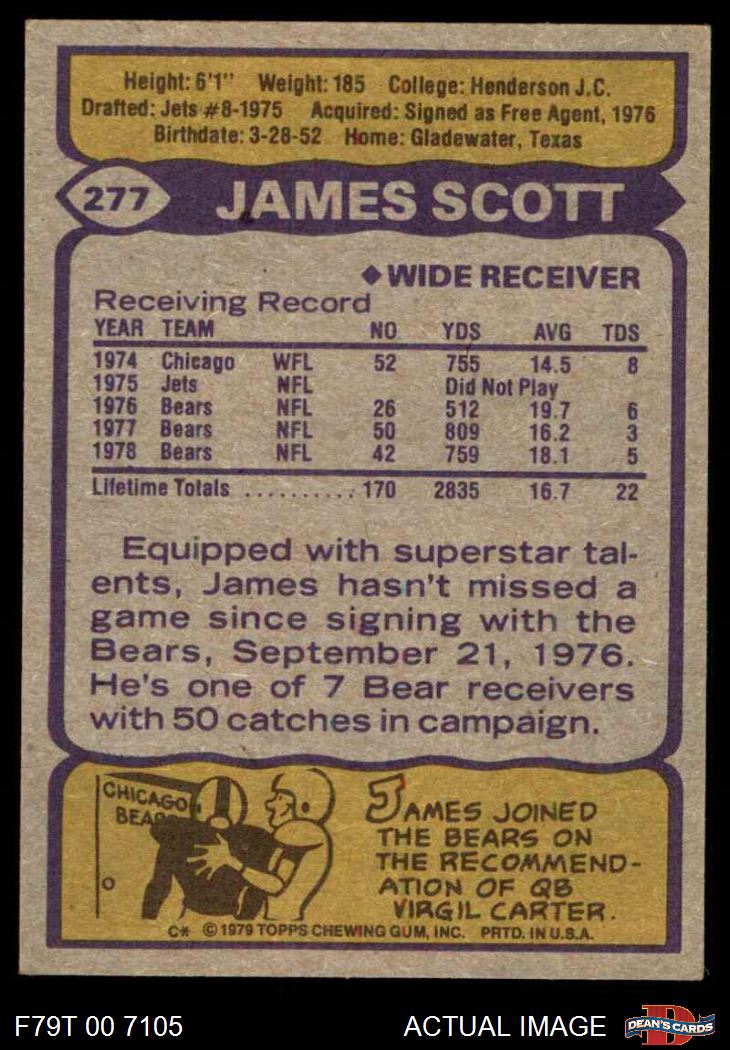 Height: 6'1" Weight: 185 College: Henderson J.C.
Drafted: Jets #8-1975 Acquired: Signed as Free Agent, 1976
Birthdate: 3-28-52 Home: Gladewater, Texas
277 JAMES SCOTT
◆ WIDE RECEIVER
Receiving Record
YEAR TEAM NO YDS AVG TDS
1974 Chicago WFL 52 755 14.5 8
1975 Jets NFL Did Not Play
1976 Bears NFL 26 512 19.7 6
1977 Bears NFL 50 809 16.2 3
1978 Bears NFL 42 759 18.1 5
Lifetime Totals .......... 170 2835 16.7 22
Equipped with superstar tal-
ents, James hasn't missed a
game since signing with the
Bears, September 21, 1976.
He's one of 7 Bear receivers
with 50 catches in campaign.
CHICAGO
BEARS
JAMES JOINED
THE BEARS ON
THE RECOMMEND-
ATION OF QB
VIRGIL CARTER.
C* © 1979 TOPPS CHEWING GUM, INC. PRTD. IN U.S.A.
F79T 00 7105 ACTUAL IMAGE
D
DEAN'S CARDS